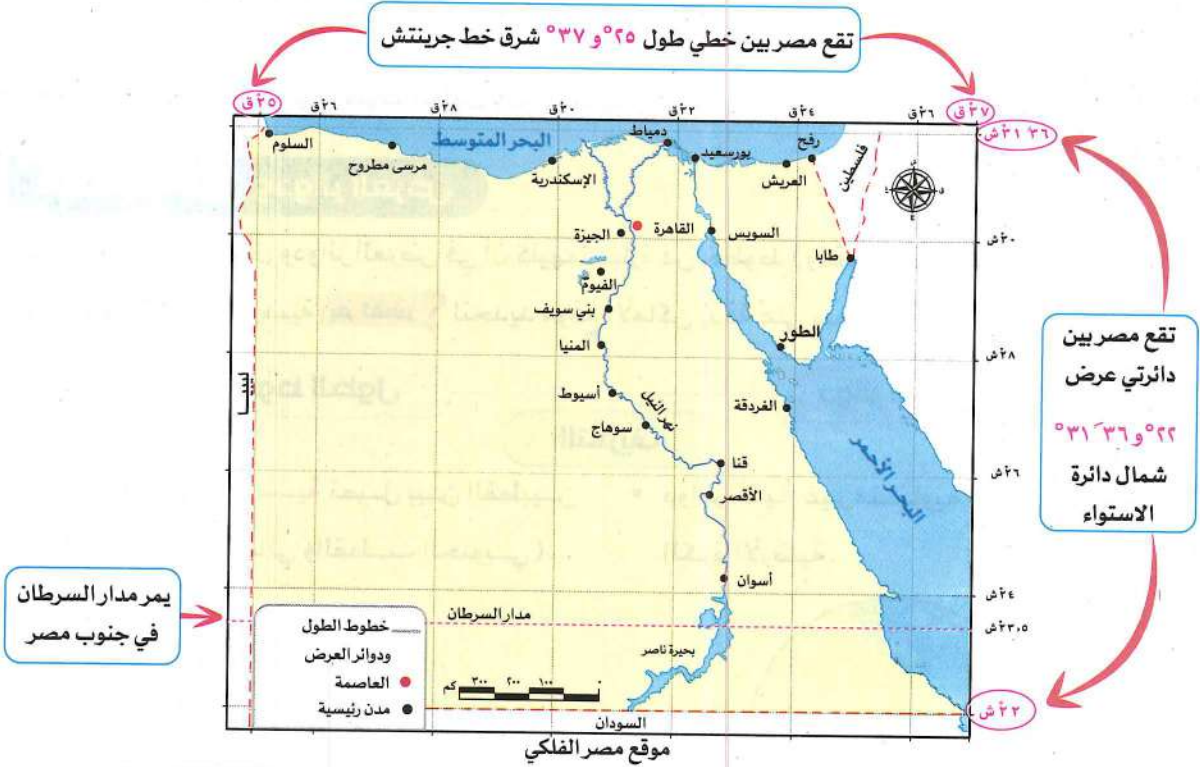 تقع مصر بين خطي طول ٢٥° و ٣٧° شرق خط جرينتش
٣٧°ق
٣٦°ق
٣٤°ق
٣٢°ق
٣٠°ق
٢٨°ق
٢٦°ق
٢٥°ق
٣٦ َ ٣١°ش
٣٠°ش
٢٨°ش
٢٦°ش
٢٤°ش
٢٣.٥°ش
٢٢°ش
البحر المتوسط
فلسطين
رفح
العريش
بورسعيد
دمياط
الإسكندرية
مرسى مطروح
السلوم
طابا
السويس
القاهرة
الجيزة
الفيوم
بني سويف
الطور
المنيا
الغردقة
أسيوط
نهر النيل
سوهاج
قنا
الأقصر
البحر الأحمر
أسوان
ليبيا
مدار السرطان
بحيرة ناصر
السودان
تقع مصر بين
دائرتي عرض
٢٢° و ٣٦ َ ٣١°
شمال دائرة
الاستواء
يمر مدار السرطان
في جنوب مصر
خطوط الطول
ودوائر العرض
العاصمة
مدن رئيسية
٠ ١٠٠ ٢٠٠ ٣٠٠ كم
موقع مصر الفلكي